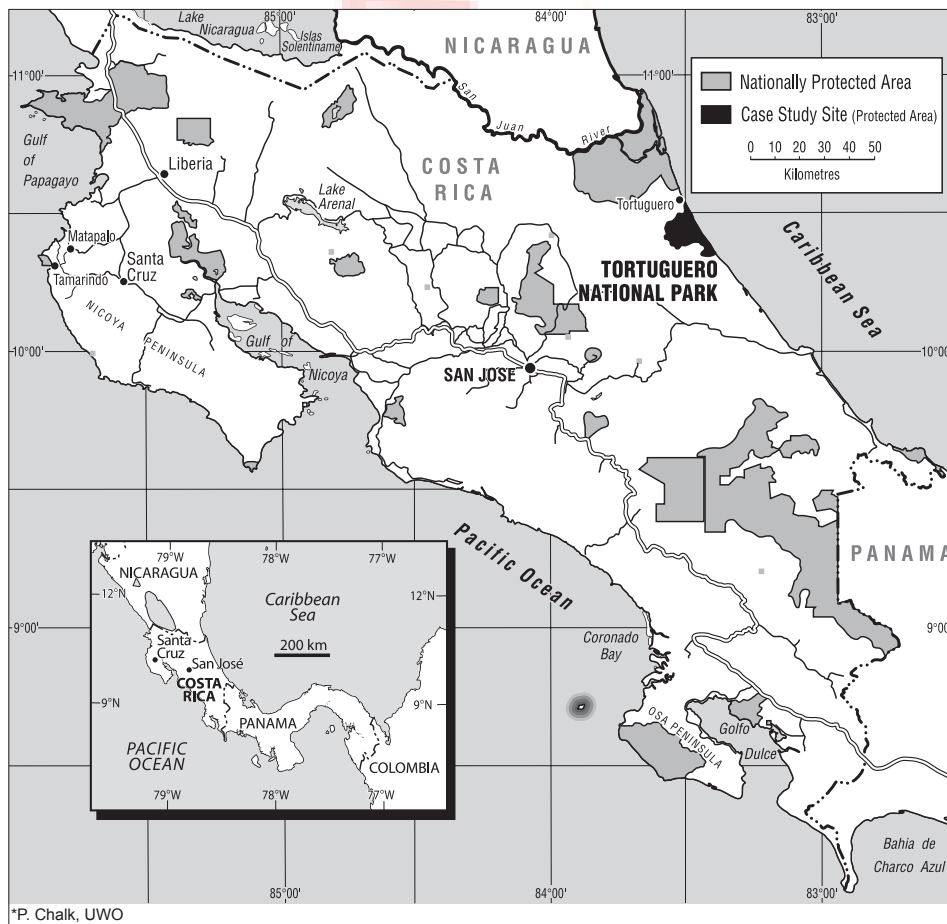 85°00'
84°00'
83°00'
Lake
Nicaragua
Islas
Solentiname
NICARAGUA
11°00'
11°00'
Nationally Protected Area
Case Study Site (Protected Area)
0 10 20 30 40 50
Kilometres
San
Juan
River
Gulf
of
Papagayo
Liberia
COSTA
RICA
Lake
Arenal
Tortuguero
Matapalo
Tamarindo
Santa
Cruz
TORTUGUERO
NATIONAL PARK
Caribbean Sea
NICOYA
PENINSULA
Gulf of
Nicoya
10°00'
10°00'
SAN JOSE
Pacific Ocean
PANAMA
9°00'
9°00'
Coronado
Bay
OSA PENINSULA
Golfo
Dulce
Bahia de
Charco Azul
79°W
78°W
77°W
NICARAGUA
12°N
12°N
Caribbean
Sea
200 km
Santa
Cruz
San José
COSTA
RICA
9°N
9°N
PANAMA
PACIFIC
OCEAN
COLOMBIA
79°W
78°W
77°W
85°00'
84°00'
83°00'
*P. Chalk, UWO